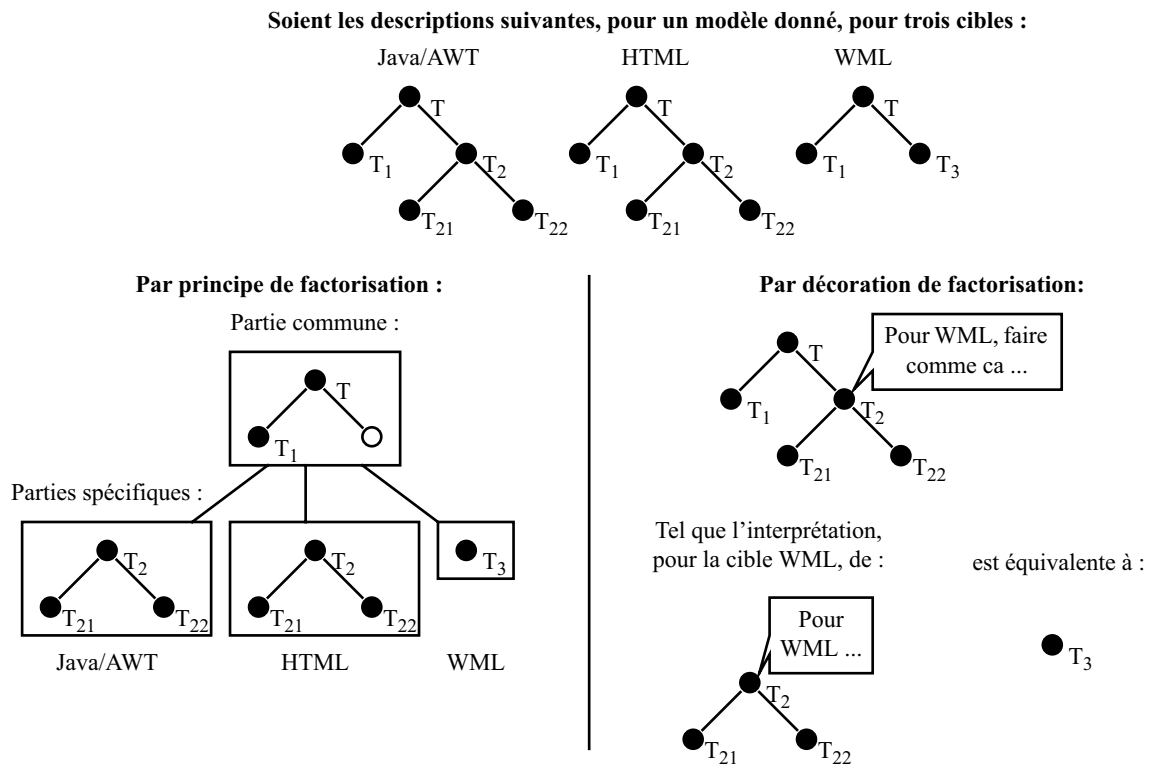 Soient les descriptions suivantes, pour un modèle donné, pour trois cibles :
Java/AWT
HTML
WML
T
T1
T2
T21
T22
T
T1
T2
T21
T22
T
T1
T3
Par principe de factorisation :
Partie commune :
T
T1
Parties spécifiques :
T2
T21
T22
T2
T21
T22
T3
Java/AWT
HTML
WML
Par décoration de factorisation:
Pour WML, faire
comme ca ...
T
T1
T2
T21
T22
Tel que l’interprétation,
pour la cible WML, de :
est équivalente à :
Pour
WML ...
T2
T21
T22
T3